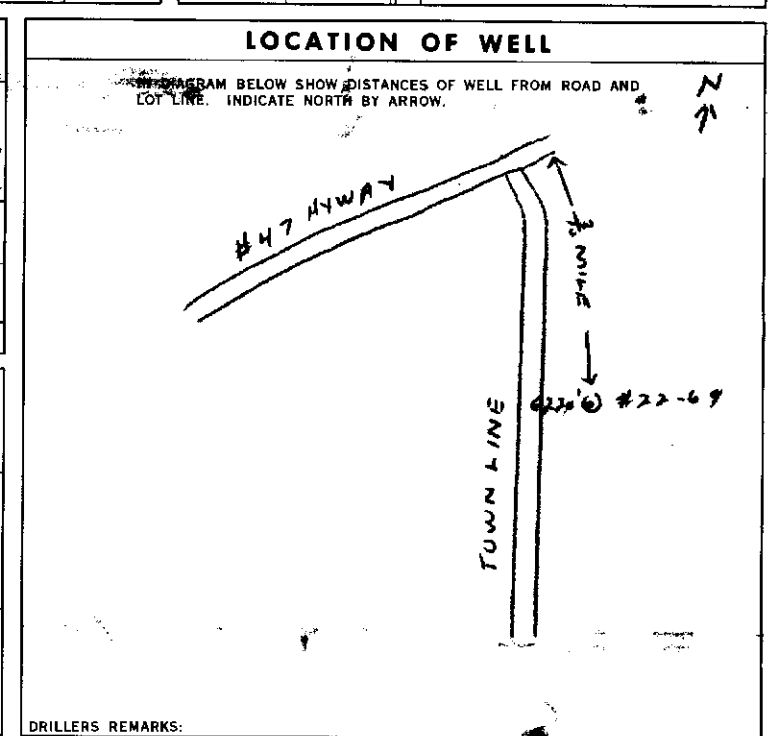 LOCATION OF WELL
IN DIAGRAM BELOW SHOW DISTANCES OF WELL FROM ROAD AND
LOT LINE. INDICATE NORTH BY ARROW.
N
#47 HYWAY
MILE
#22-69
TOWN LINE
DRILLERS REMARKS: